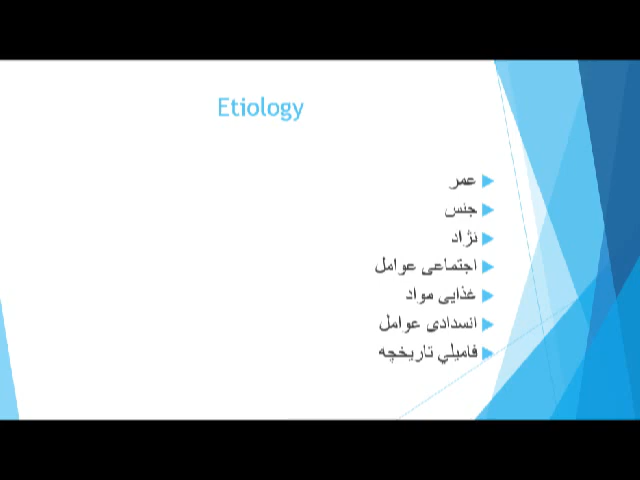 Etiology
عمر
جنس
نژاد
اجتماعی عوامل
غذایی مواد
انسدادی عوامل
فامیلي تاریخچه